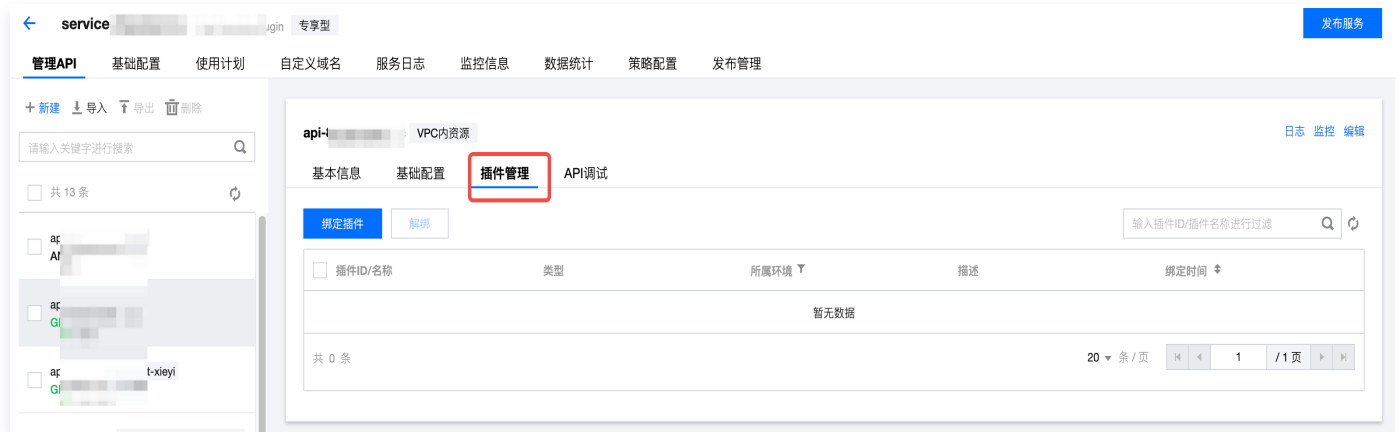 service
专享型
发布服务
管理API 基础配置 使用计划 自定义域名 服务日志 监控信息 数据统计 策略配置 发布管理
新建 导入 导出 删除
请输入关键字进行搜索
共 13 条
VPC内资源
日志 监控 编辑
基本信息 基础配置 插件管理 API调试
绑定插件 解绑
输入插件ID/插件名称进行过滤
插件ID/名称 类型 所属环境 描述 绑定时间
暂无数据
共 0 条
20 条 / 页 1 / 1 页
t-xieyi